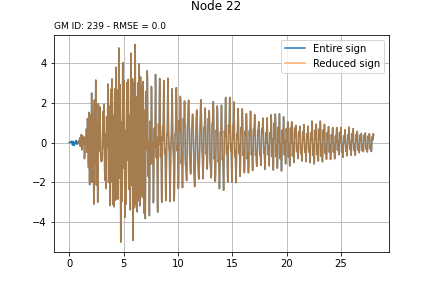 Node 22
GM ID: 239 - RMSE = 0.0
Entire sign
Reduced sign
4
2
0
−2
−4
0 5 10 15 20 25